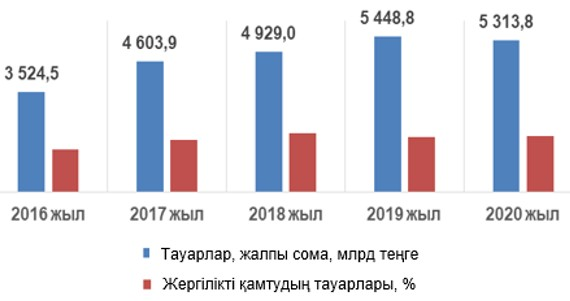 5 448,8
5 313,8
4 929,0
4 603,9
3 524,5
2016 жыл 2017 жыл 2018 жыл 2019 жыл 2020 жыл
Тауарлар, жалпы сома, млрд теңге
Жергілікті қамтудың тауарлары, %